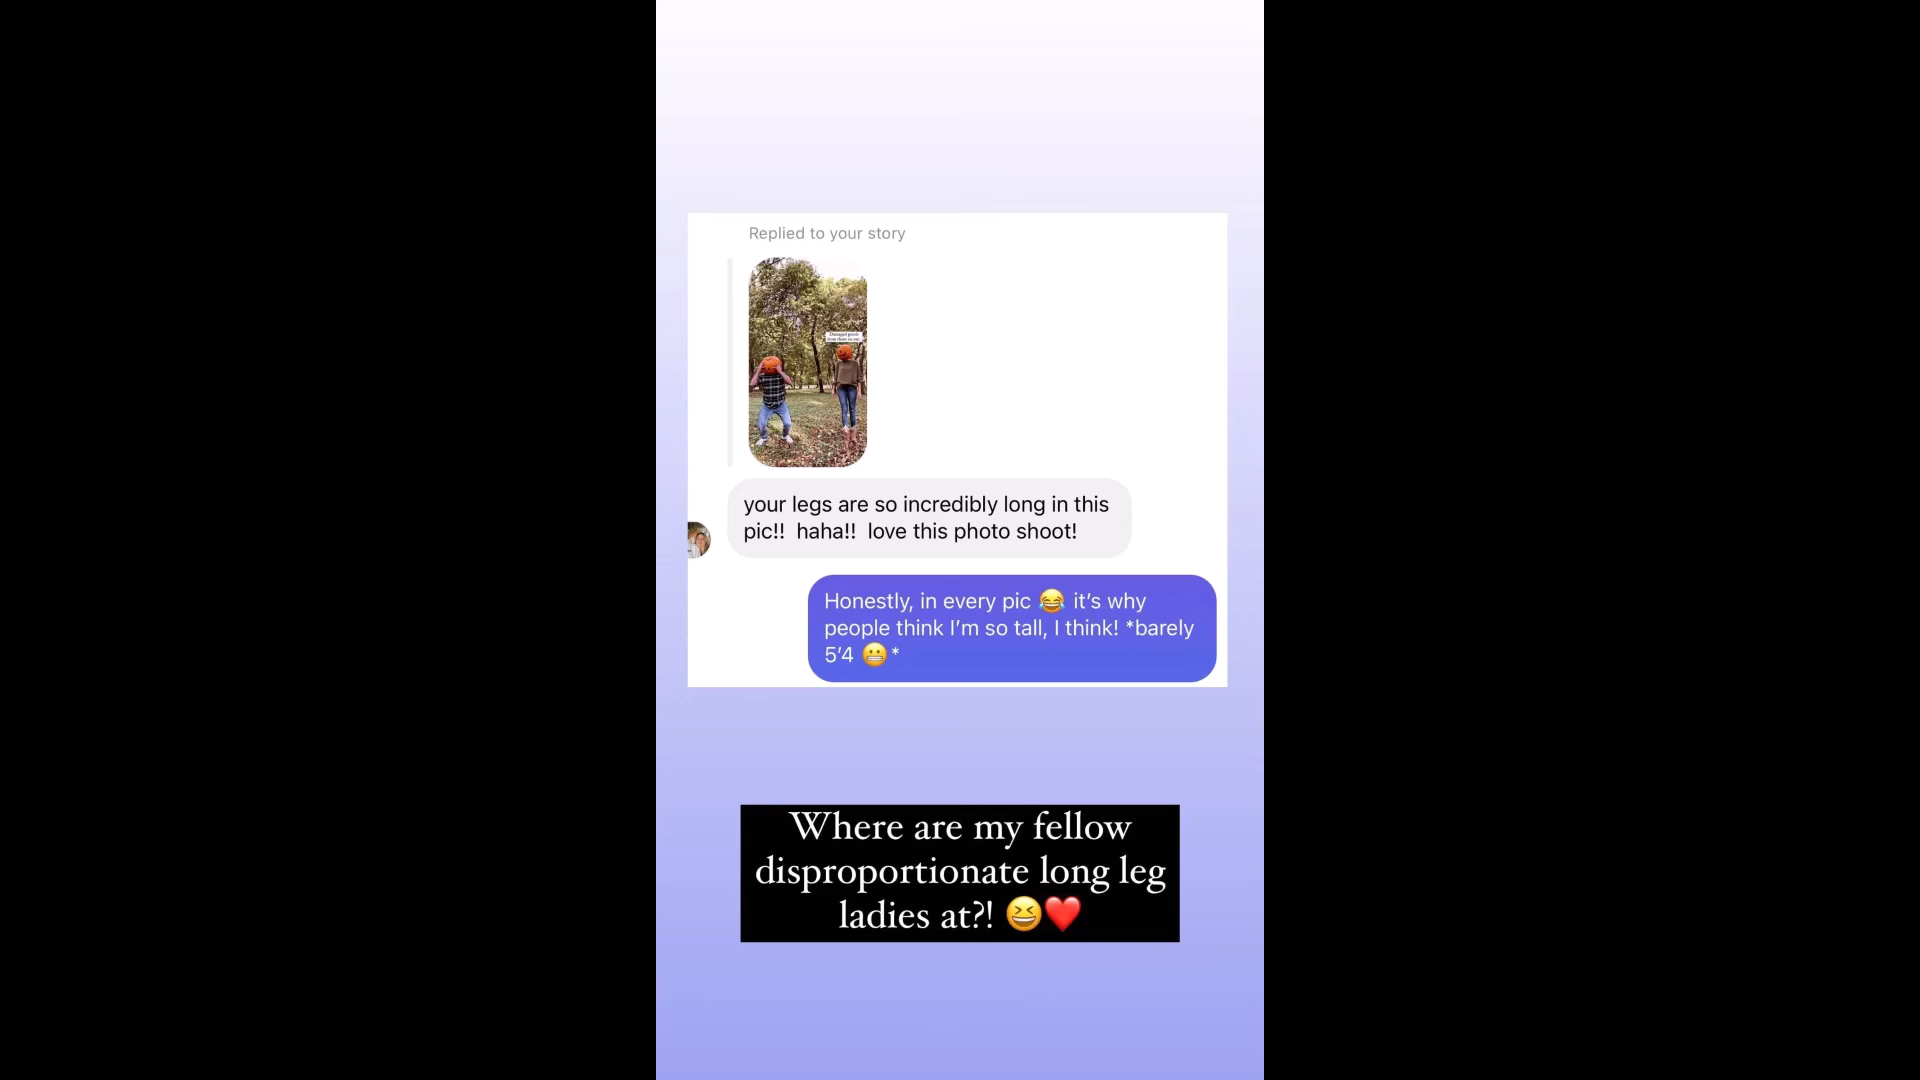 Replied to your story
Damaged goods
your legs are so incredibly long in this
pic!!  haha!!  love this photo shoot!
Honestly, in every pic 😂 it’s why
people think I’m so tall, I think! *barely
5’4 😬*
Where are my fellow
disproportionate long leg
ladies at?! 😆❤️